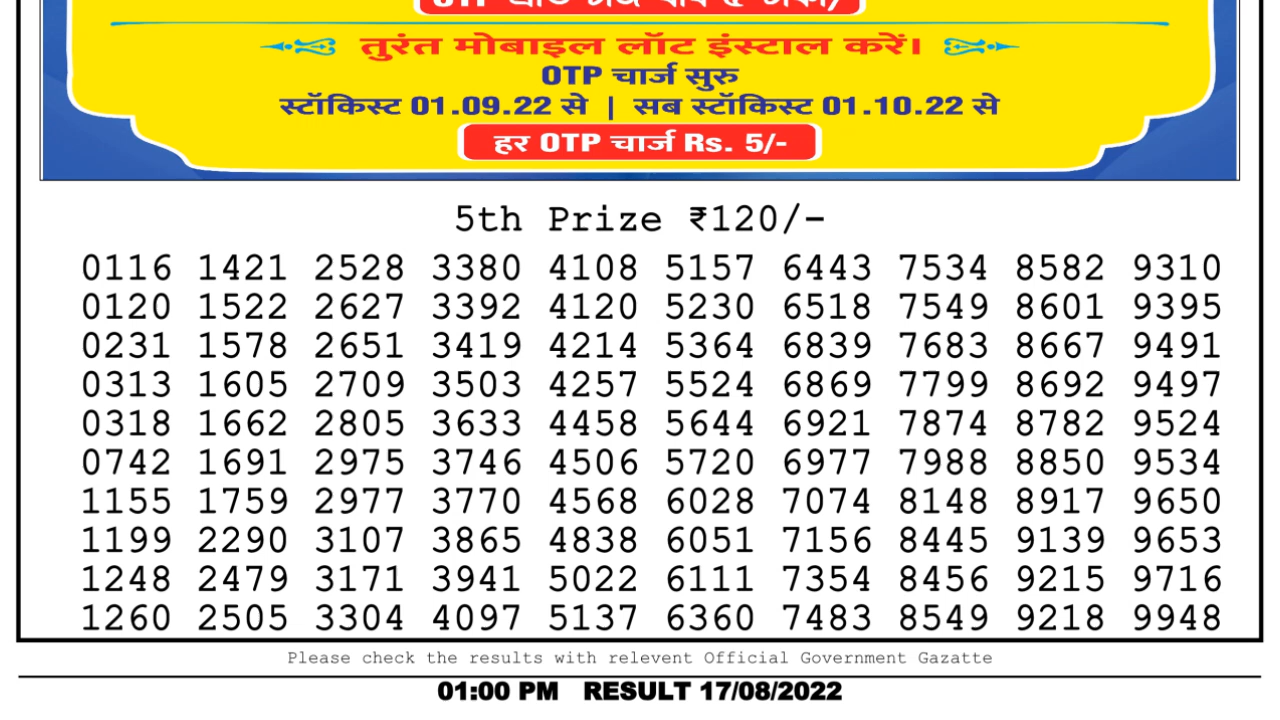 तुरंत मोबाइल लॉट इंस्टाल करें।
OTP चार्ज सुरु
स्टॉकिस्ट 01.09.22 से | सब स्टॉकिस्ट 01.10.22 से
हर OTP चार्ज Rs. 5/-
5th Prize ₹120/-
0116 1421 2528 3380 4108 5157 6443 7534 8582 9310
0120 1522 2627 3392 4120 5230 6518 7549 8601 9395
0231 1578 2651 3419 4214 5364 6839 7683 8667 9491
0313 1605 2709 3503 4257 5524 6869 7799 8692 9497
0318 1662 2805 3633 4458 5644 6921 7874 8782 9524
0742 1691 2975 3746 4506 5720 6977 7988 8850 9534
1155 1759 2977 3770 4568 6028 7074 8148 8917 9650
1199 2290 3107 3865 4838 6051 7156 8445 9139 9653
1248 2479 3171 3941 5022 6111 7354 8456 9215 9716
1260 2505 3304 4097 5137 6360 7483 8549 9218 9948
Please check the results with relevent Official Government Gazatte
01:00 PM RESULT 17/08/2022